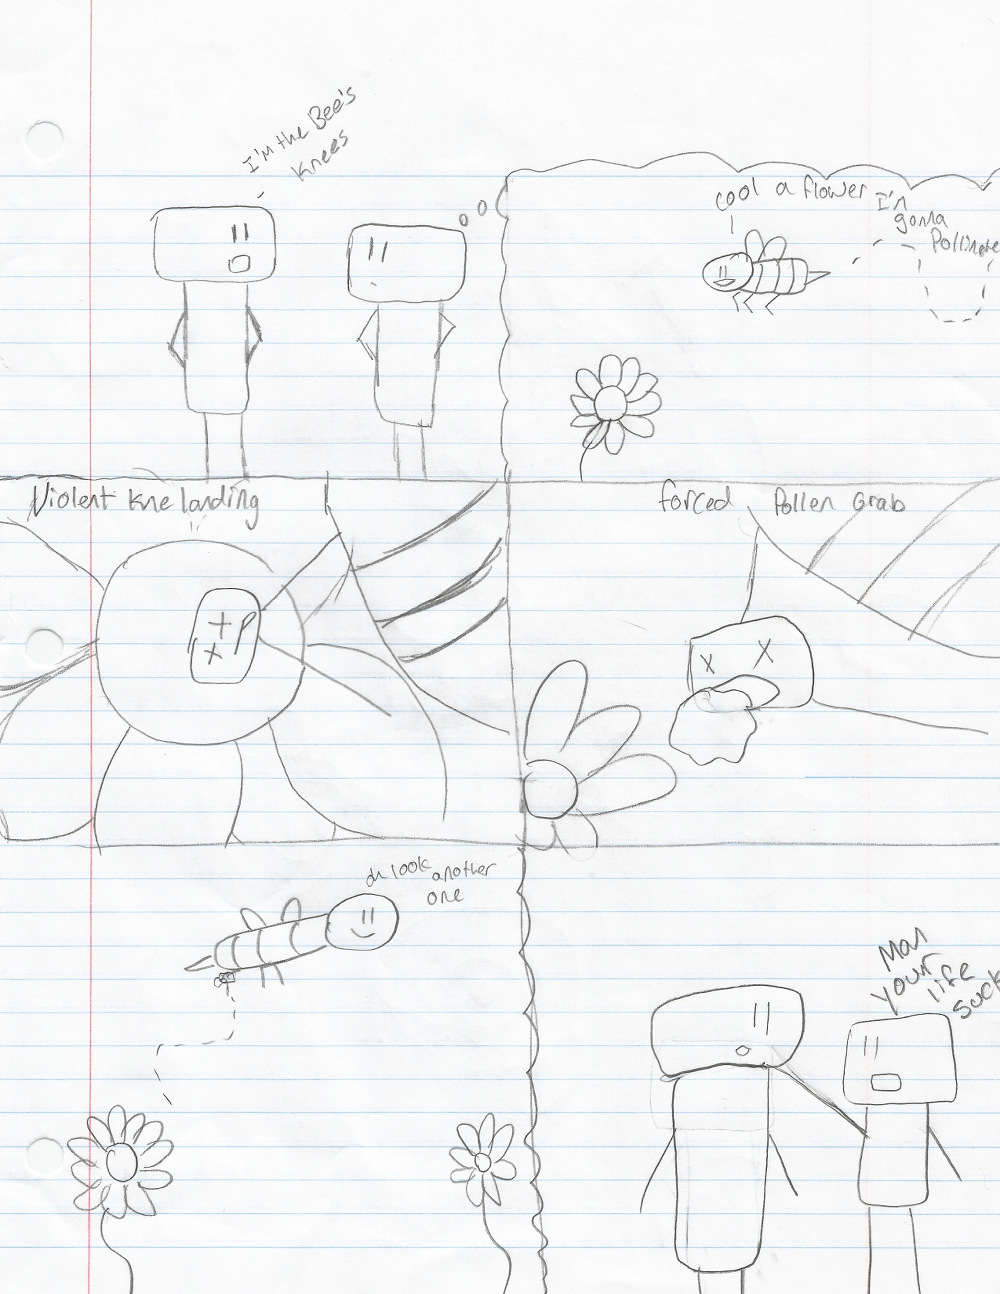 I'm the Bee's
Knees
cool a flower
I'm
gonna
Pollinate
Violent knee landing
forced Pollen Grab
oh look
another
one
Man
your
life
suck